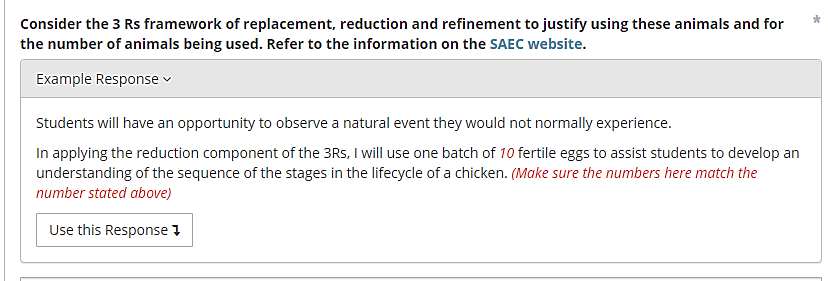 Consider the 3 Rs framework of replacement, reduction and refinement to justify using these animals and for *
the number of animals being used. Refer to the information on the SAEC website.
Example Response
Students will have an opportunity to observe a natural event they would not normally experience.
In applying the reduction component of the 3Rs, I will use one batch of 10 fertile eggs to assist students to develop an
understanding of the sequence of the stages in the lifecycle of a chicken. (Make sure the numbers here match the
number stated above)
Use this Response